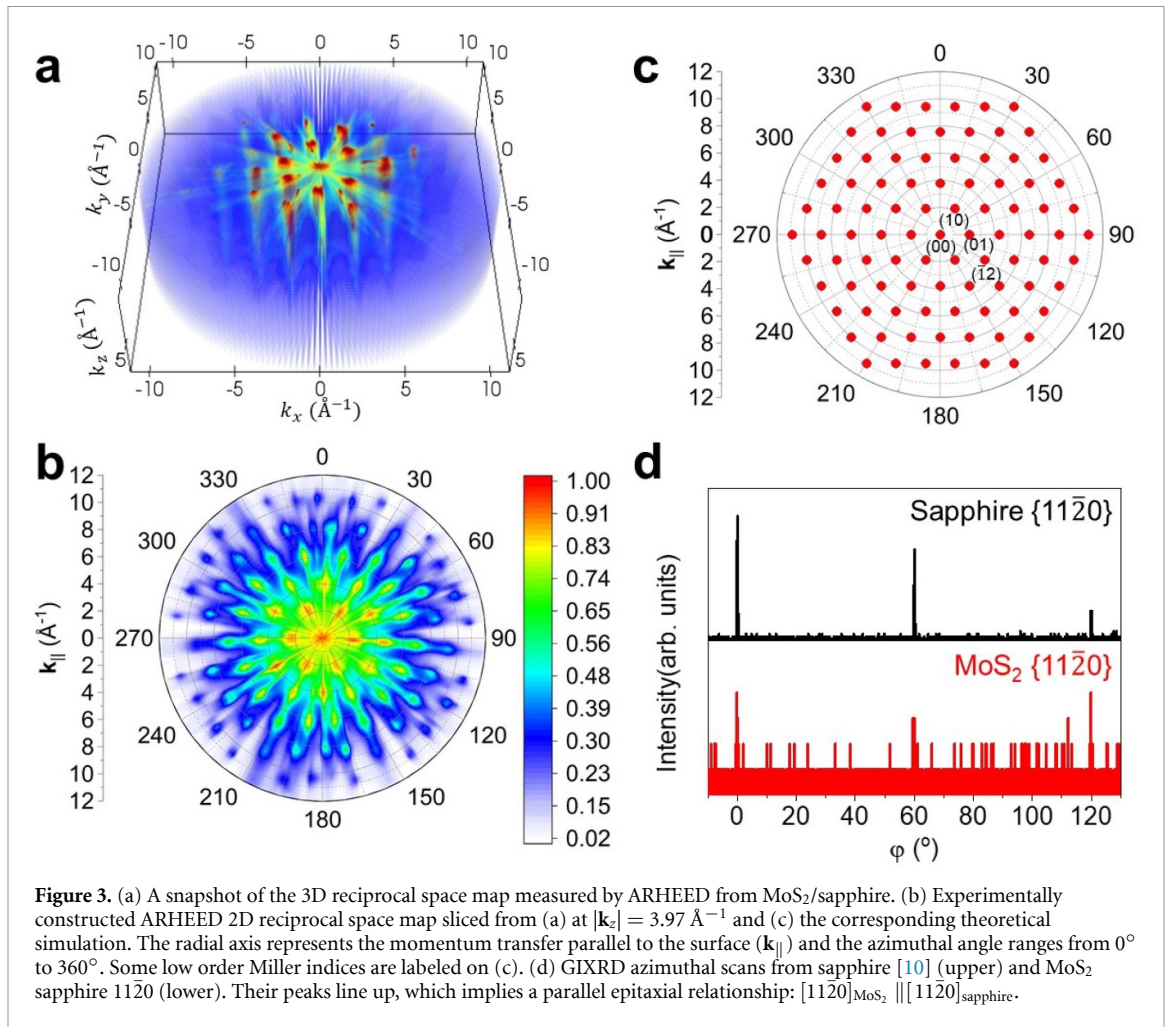 a
-10 -5 0 5 10
10 10
5 5
0 0
-5 -5
-10 -10
k_y (Å⁻¹)
k_z (Å⁻¹)
5 5
-10 -5 0 5 10
k_x (Å⁻¹)
c
12
10
8
6
4
2
0
2
4
6
8
10
12
k∥ (Å⁻¹)
0
330 30
300 60
270 90
240 120
210 150
180
(10)
(00) (01)
(1̄2)
b
12
10
8
6
4
2
0
2
4
6
8
10
12
k∥ (Å⁻¹)
0
330 30
300 60
270 90
240 120
210 150
180
1.00
0.91
0.83
0.74
0.65
0.56
0.48
0.39
0.30
0.23
0.15
0.02
d
Sapphire {112̄0}
MoS₂ {112̄0}
Intensity(arb. units)
0 20 40 60 80 100 120
φ (°)
Figure 3. (a) A snapshot of the 3D reciprocal space map measured by ARHEED from MoS₂/sapphire. (b) Experimentally
constructed ARHEED 2D reciprocal space map sliced from (a) at |k_z| = 3.97 Å⁻¹ and (c) the corresponding theoretical
simulation. The radial axis represents the momentum transfer parallel to the surface (k∥) and the azimuthal angle ranges from 0°
to 360°. Some low order Miller indices are labeled on (c). (d) GIXRD azimuthal scans from sapphire [10] (upper) and MoS₂
sapphire 112̄0 (lower). Their peaks line up, which implies a parallel epitaxial relationship: [112̄0]MoS₂ ∥[112̄0]sapphire.